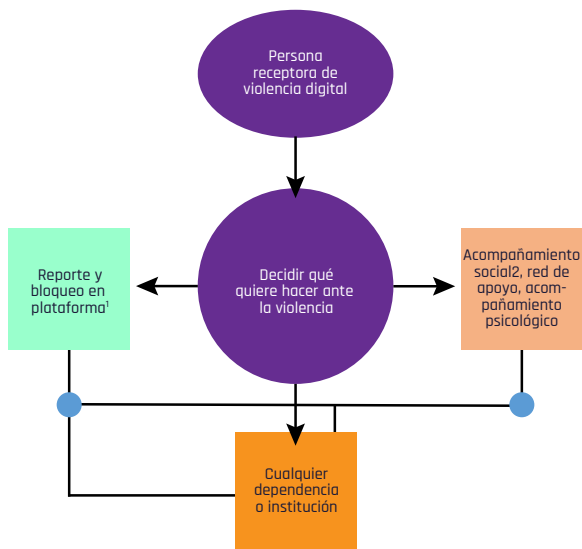 Persona
receptora de
violencia digital
Reporte y
bloqueo en
plataforma¹
Decidir qué
quiere hacer ante
la violencia
Acompañamiento
social2, red de
apoyo, acom-
pañamiento
psicológico
Cualquier
dependencia
o institución